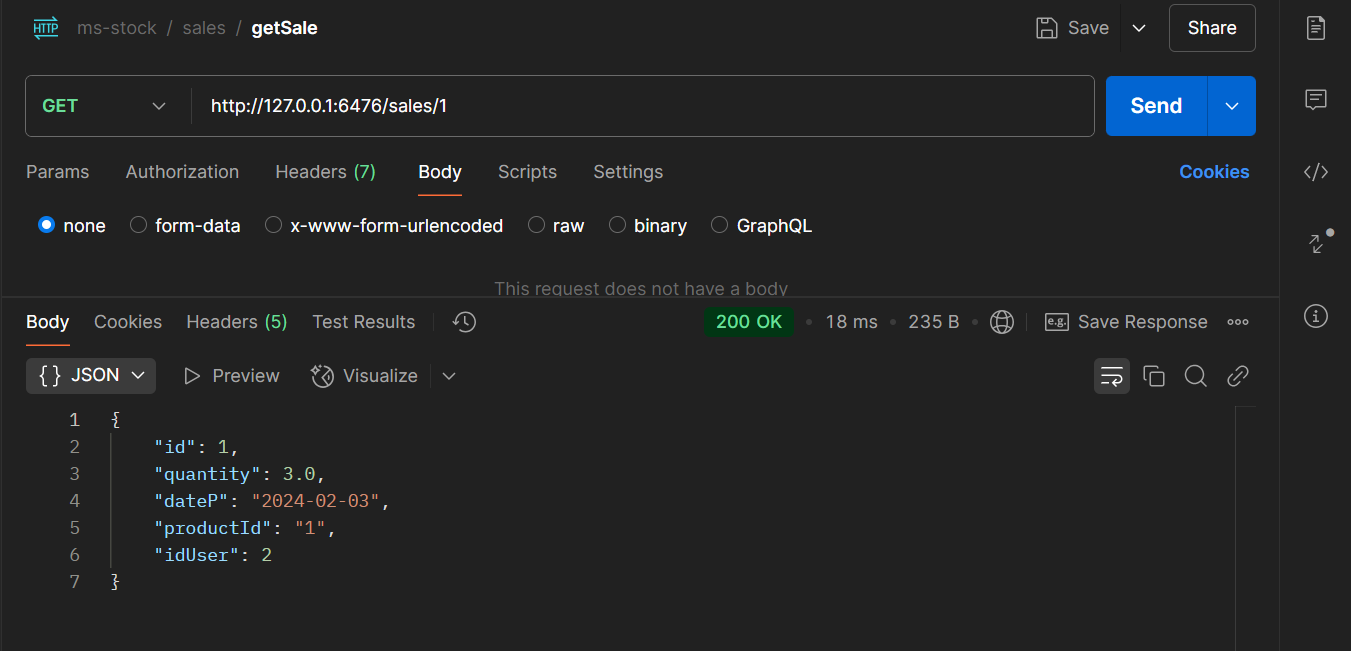 HTTP ms-stock / sales / getSale Save Share
GET http://127.0.0.1:6476/sales/1 Send
Params Authorization Headers (7) Body Scripts Settings Cookies
none form-data x-www-form-urlencoded raw binary GraphQL
This request does not have a body
Body Cookies Headers (5) Test Results 200 OK • 18 ms • 235 B • e.g. Save Response
{} JSON Preview Visualize
1 {
2 "id": 1,
3 "quantity": 3.0,
4 "dateP": "2024-02-03",
5 "productId": "1",
6 "idUser": 2
7 }